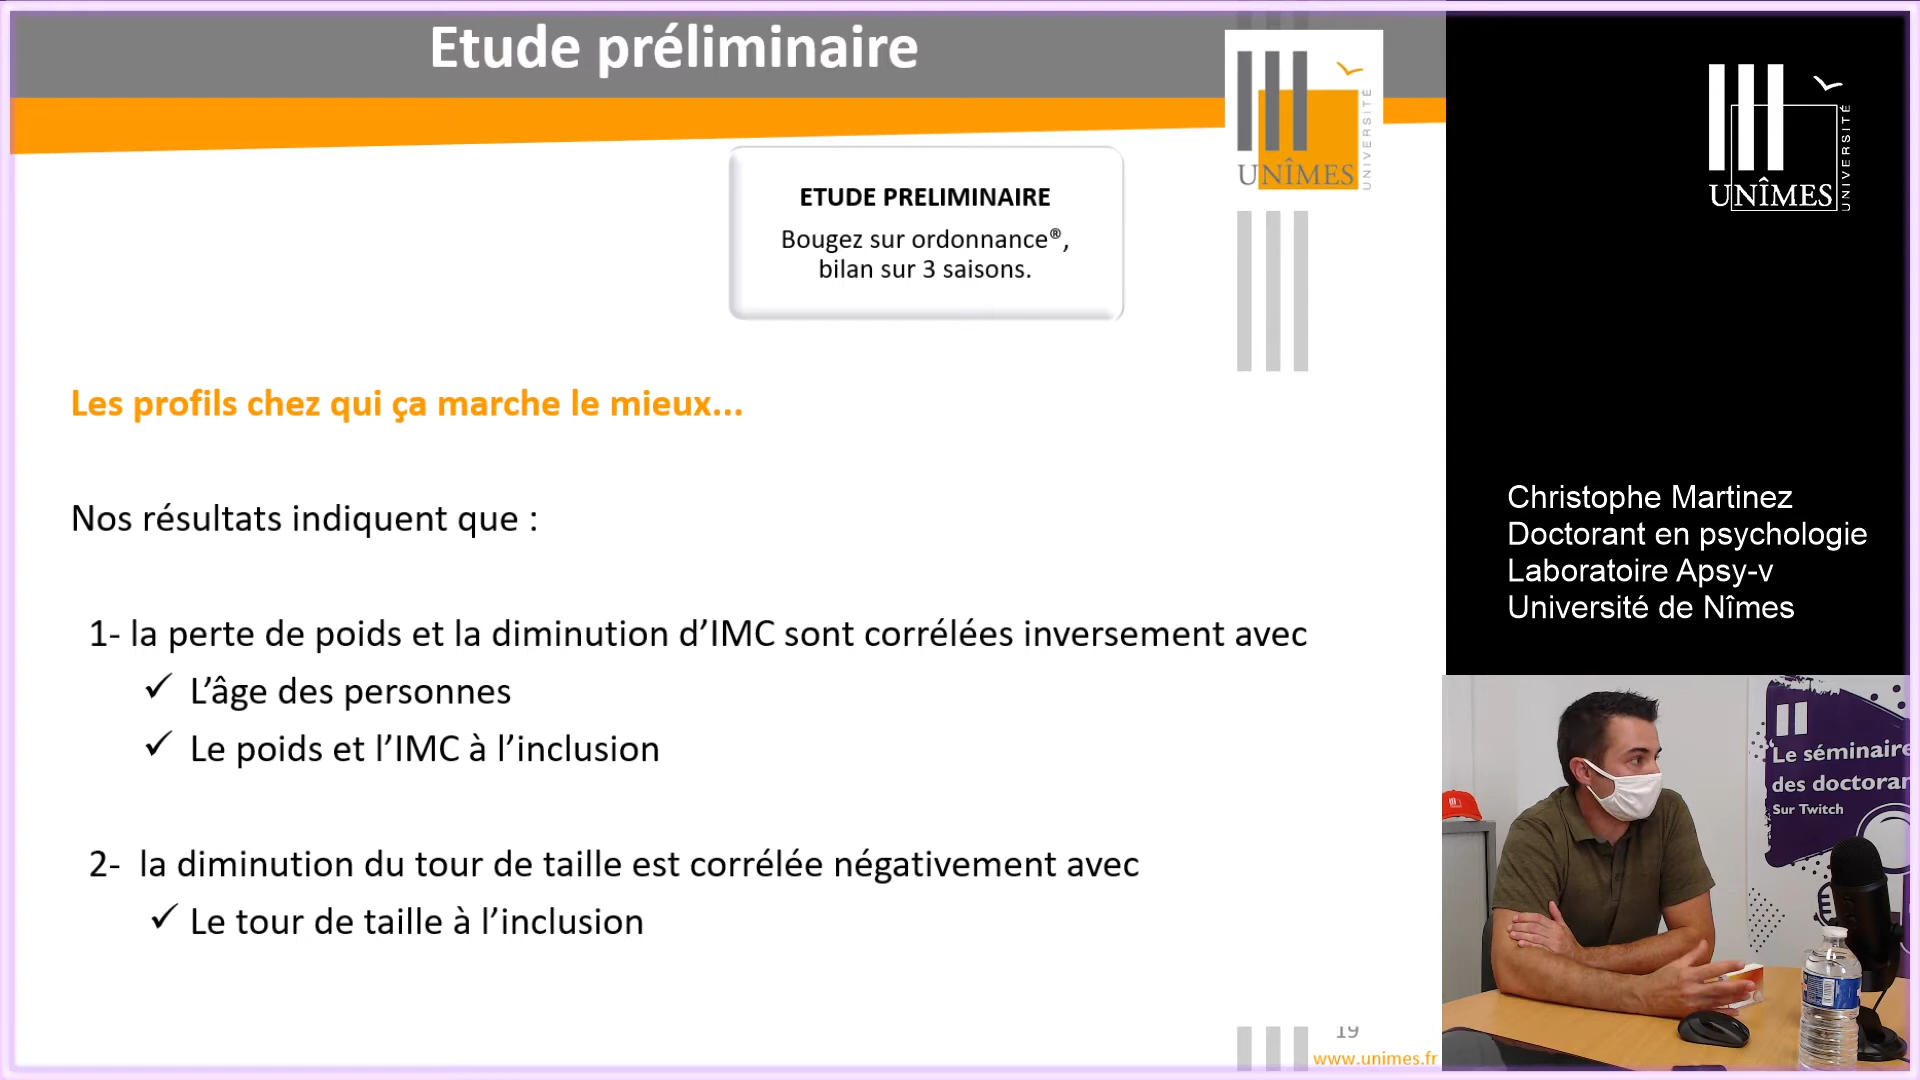 Etude préliminaire
UNÎMES
UNIVERSITÉ
ETUDE PRELIMINAIRE
Bougez sur ordonnance®,
bilan sur 3 saisons.
Les profils chez qui ça marche le mieux...
Nos résultats indiquent que :
1- la perte de poids et la diminution d’IMC sont corrélées inversement avec
✓ L’âge des personnes
✓ Le poids et l’IMC à l’inclusion
2- la diminution du tour de taille est corrélée négativement avec
✓ Le tour de taille à l’inclusion
19
www.unimes.fr
UNÎMES
UNIVERSITÉ
Christophe Martinez
Doctorant en psychologie
Laboratoire Apsy-v
Université de Nîmes
Le séminaire
des doctoran
Sur Twitch